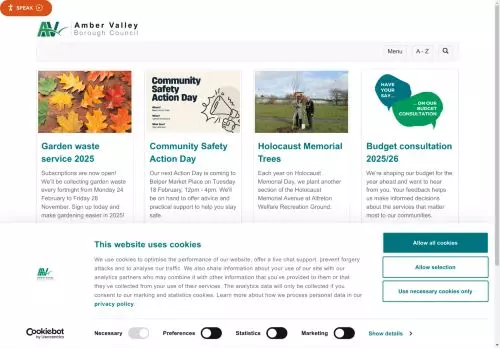 SPEAK
Amber Valley
Borough Council
Menu
A - Z
Community
Safety
Action Day
HAVE
YOUR
SAY...
... ON OUR
BUDGET
CONSULTATION
Garden waste
service 2025
Subscriptions are now open!
We'll be collecting garden waste
every fortnight from Monday 24
February to Friday 28
November. Sign up today and
make gardening easier in 2025!
Community Safety
Action Day
Our next Action Day is coming to
Belper Market Place on Tuesday
18 February, 12pm - 4pm. We'll
be on hand to offer advice and
practical support to help you stay
safe.
Holocaust Memorial
Trees
Each year on Holocaust
Memorial Day, we plant another
section of the Holocaust
Memorial Avenue at Alfreton
Welfare Recreation Ground.
Budget consultation
2025/26
We're shaping our budget for the
year ahead and want to hear
from you. Your feedback helps
us make informed decisions
about the services that matter
most to our communities.
This website uses cookies
We use cookies to optimise the performance of our website, offer a live chat support, prevent forgery
attacks and to analyse our traffic. We also share information about your use of our site with our
analytics partners who may combine it with other information that you've provided to them or that
they've collected from your use of their services. The analytics data will only be collected if you
consent to our marking and statistics cookies. Learn more about how we process personal data in our
privacy policy.
Allow all cookies
Allow selection
Use necessary cookies only
Cookiebot
by Usercentrics
Necessary
Preferences
Statistics
Marketing
Show details